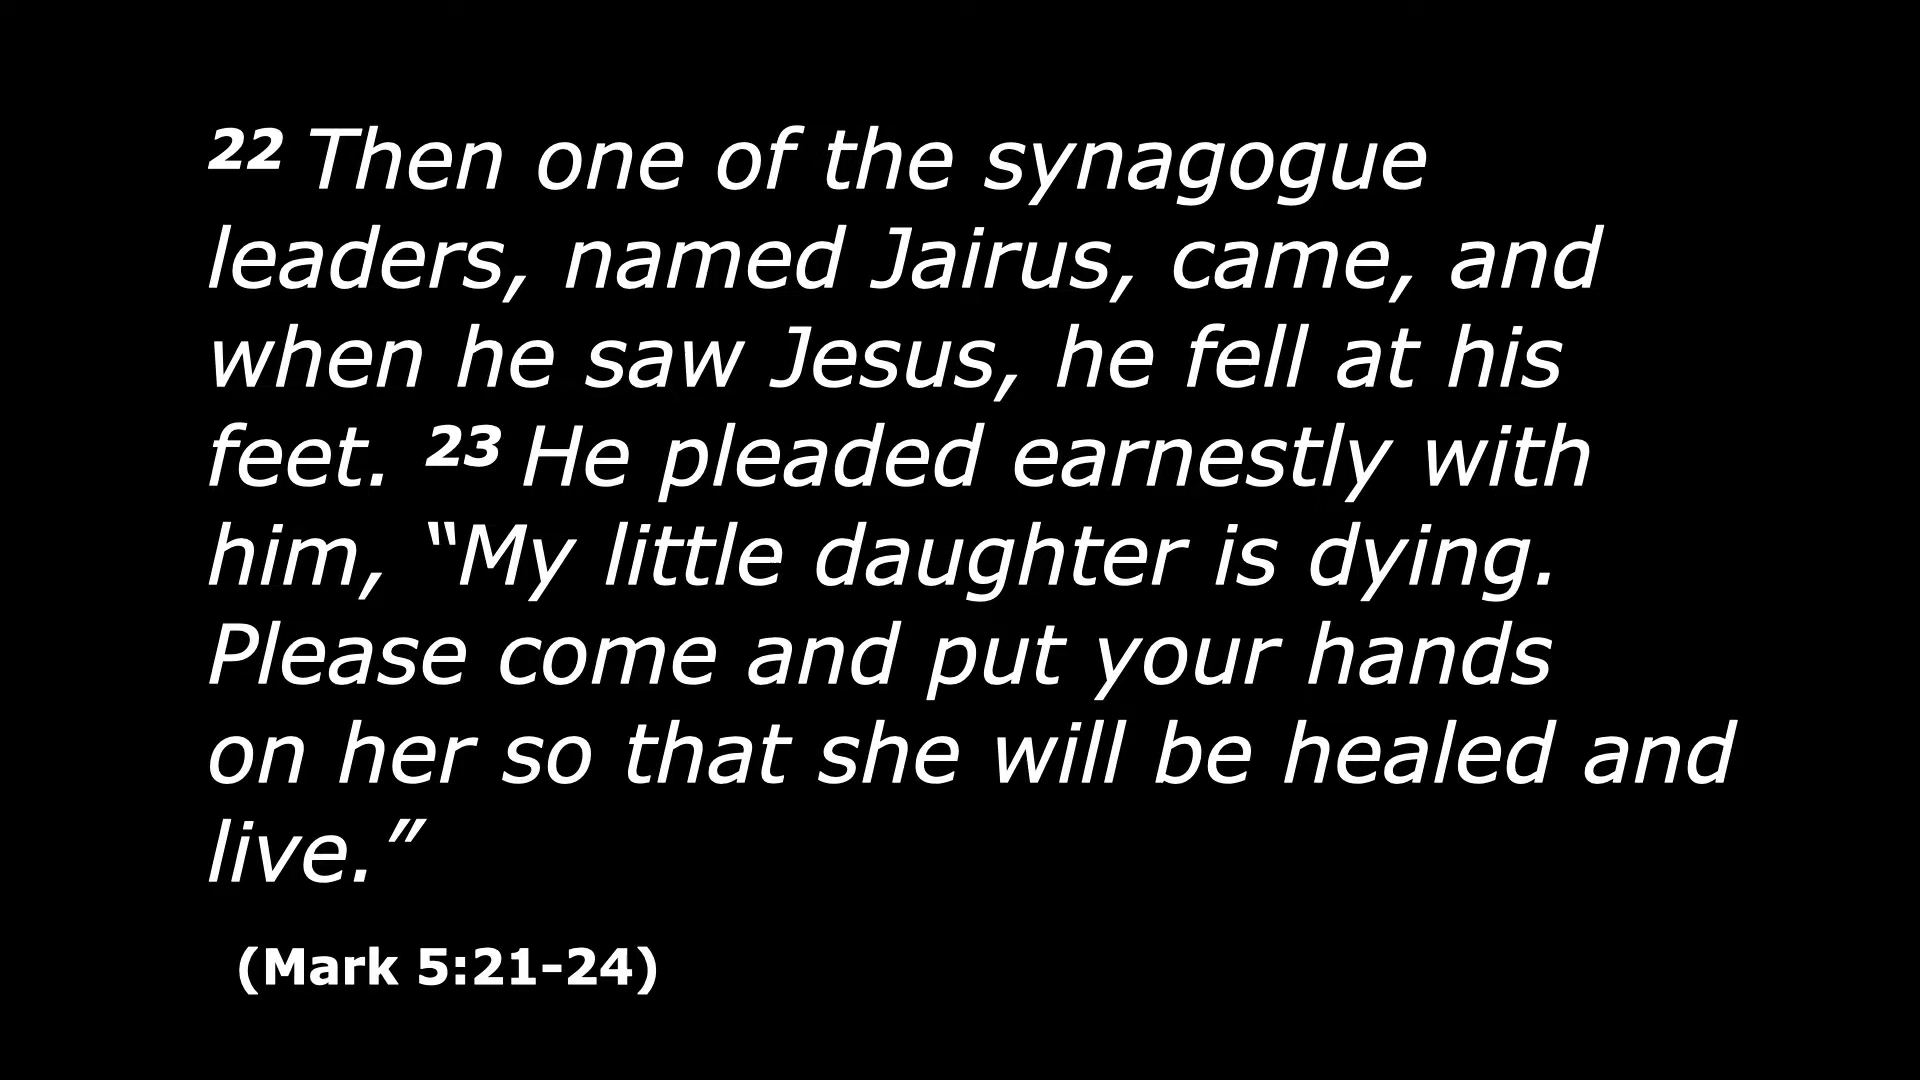 22 Then one of the synagogue
leaders, named Jairus, came, and
when he saw Jesus, he fell at his
feet. 23 He pleaded earnestly with
him, “My little daughter is dying.
Please come and put your hands
on her so that she will be healed and
live.”
(Mark 5:21-24)